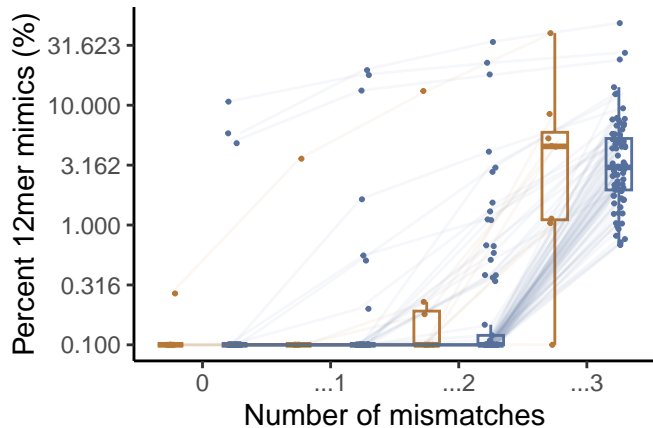 Percent 12mer mimics (%)
31.623
10.000
3.162
1.000
0.316
0.100
0 ...1 ...2 ...3
Number of mismatches